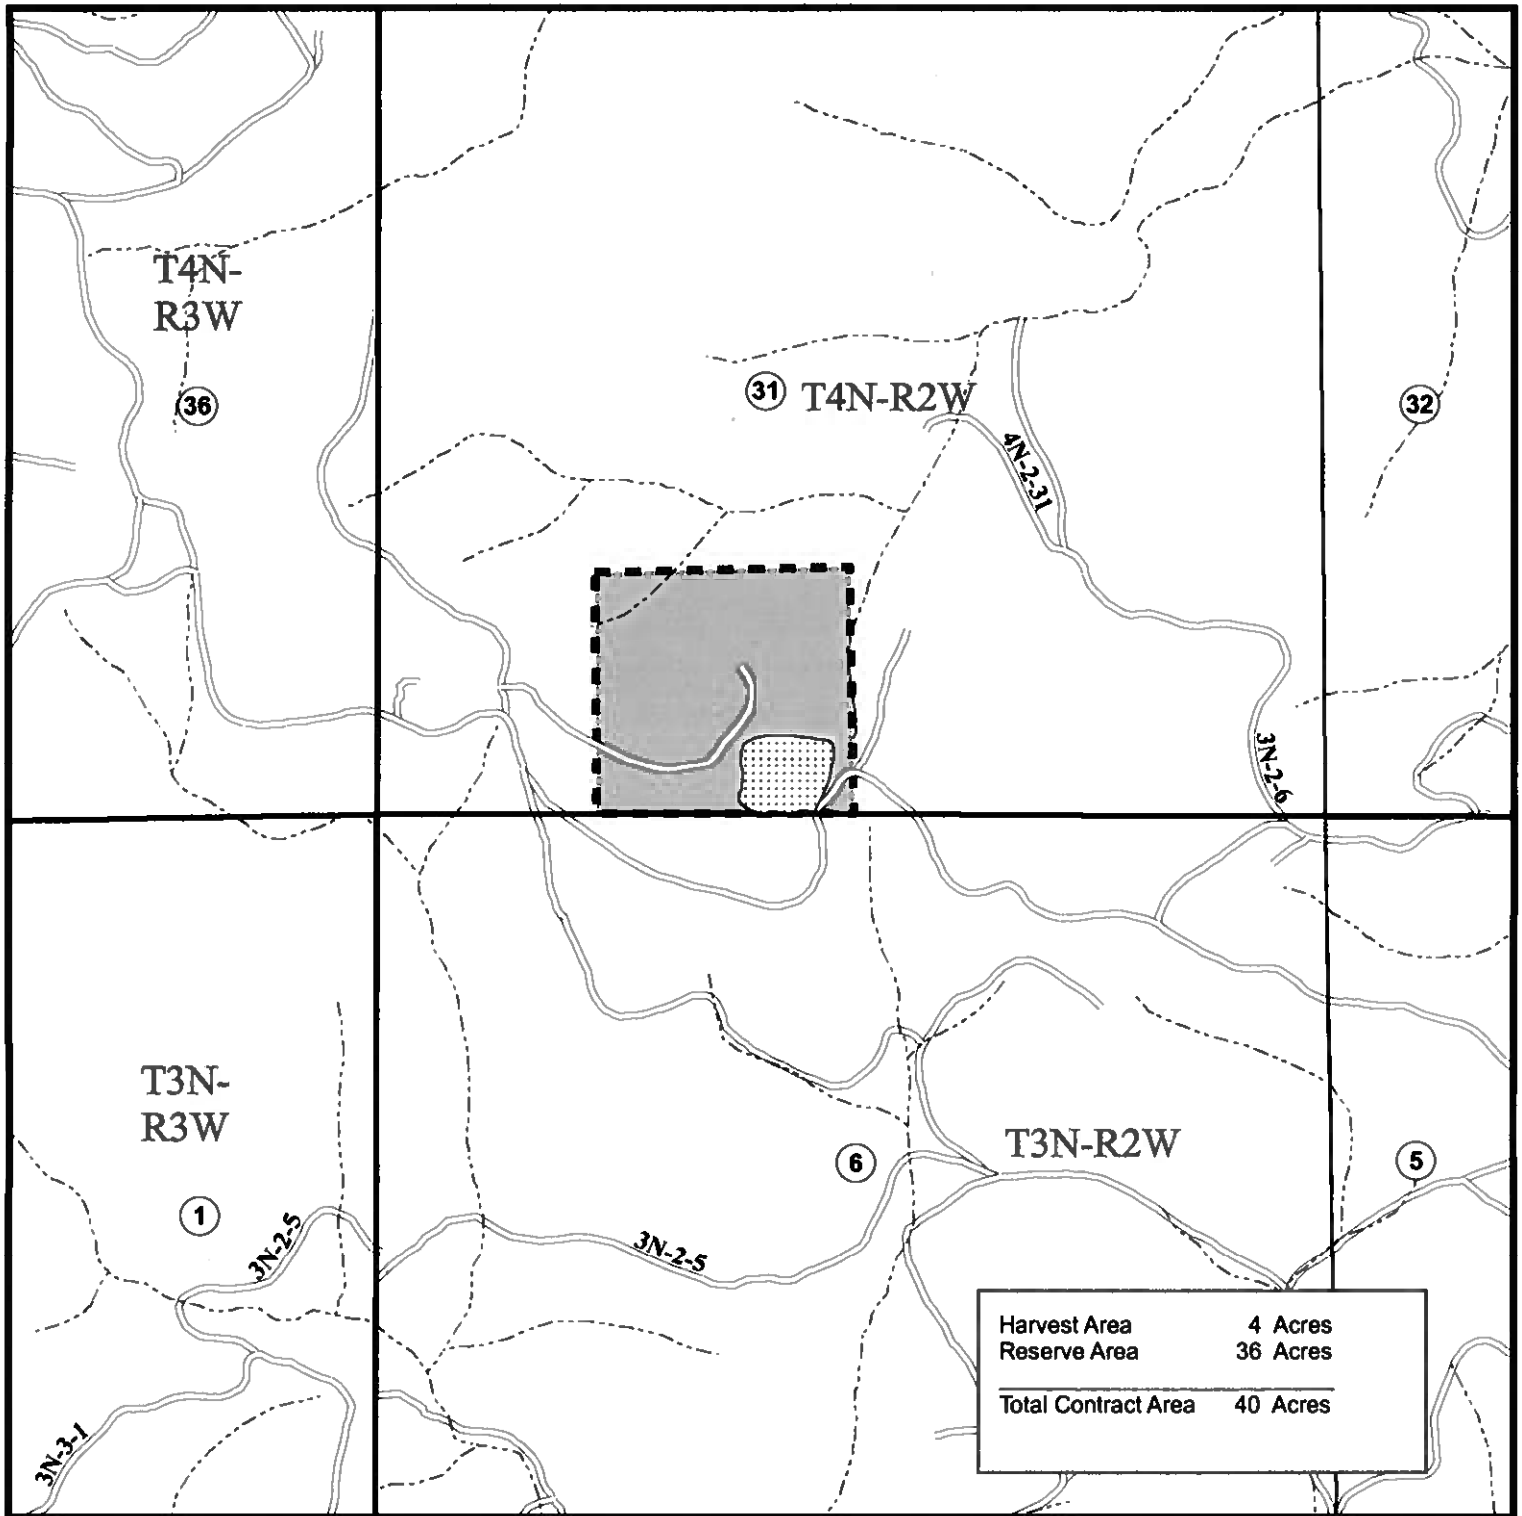 T4N-
R3W
36
31 T4N-R2W
32
4N-2-31
3N-2-6
T3N-
R3W
6
T3N-R2W
5
1
3N-2-5
3N-2-5
Harvest Area 4 Acres
Reserve Area 36 Acres
Total Contract Area 40 Acres
3N-3-1